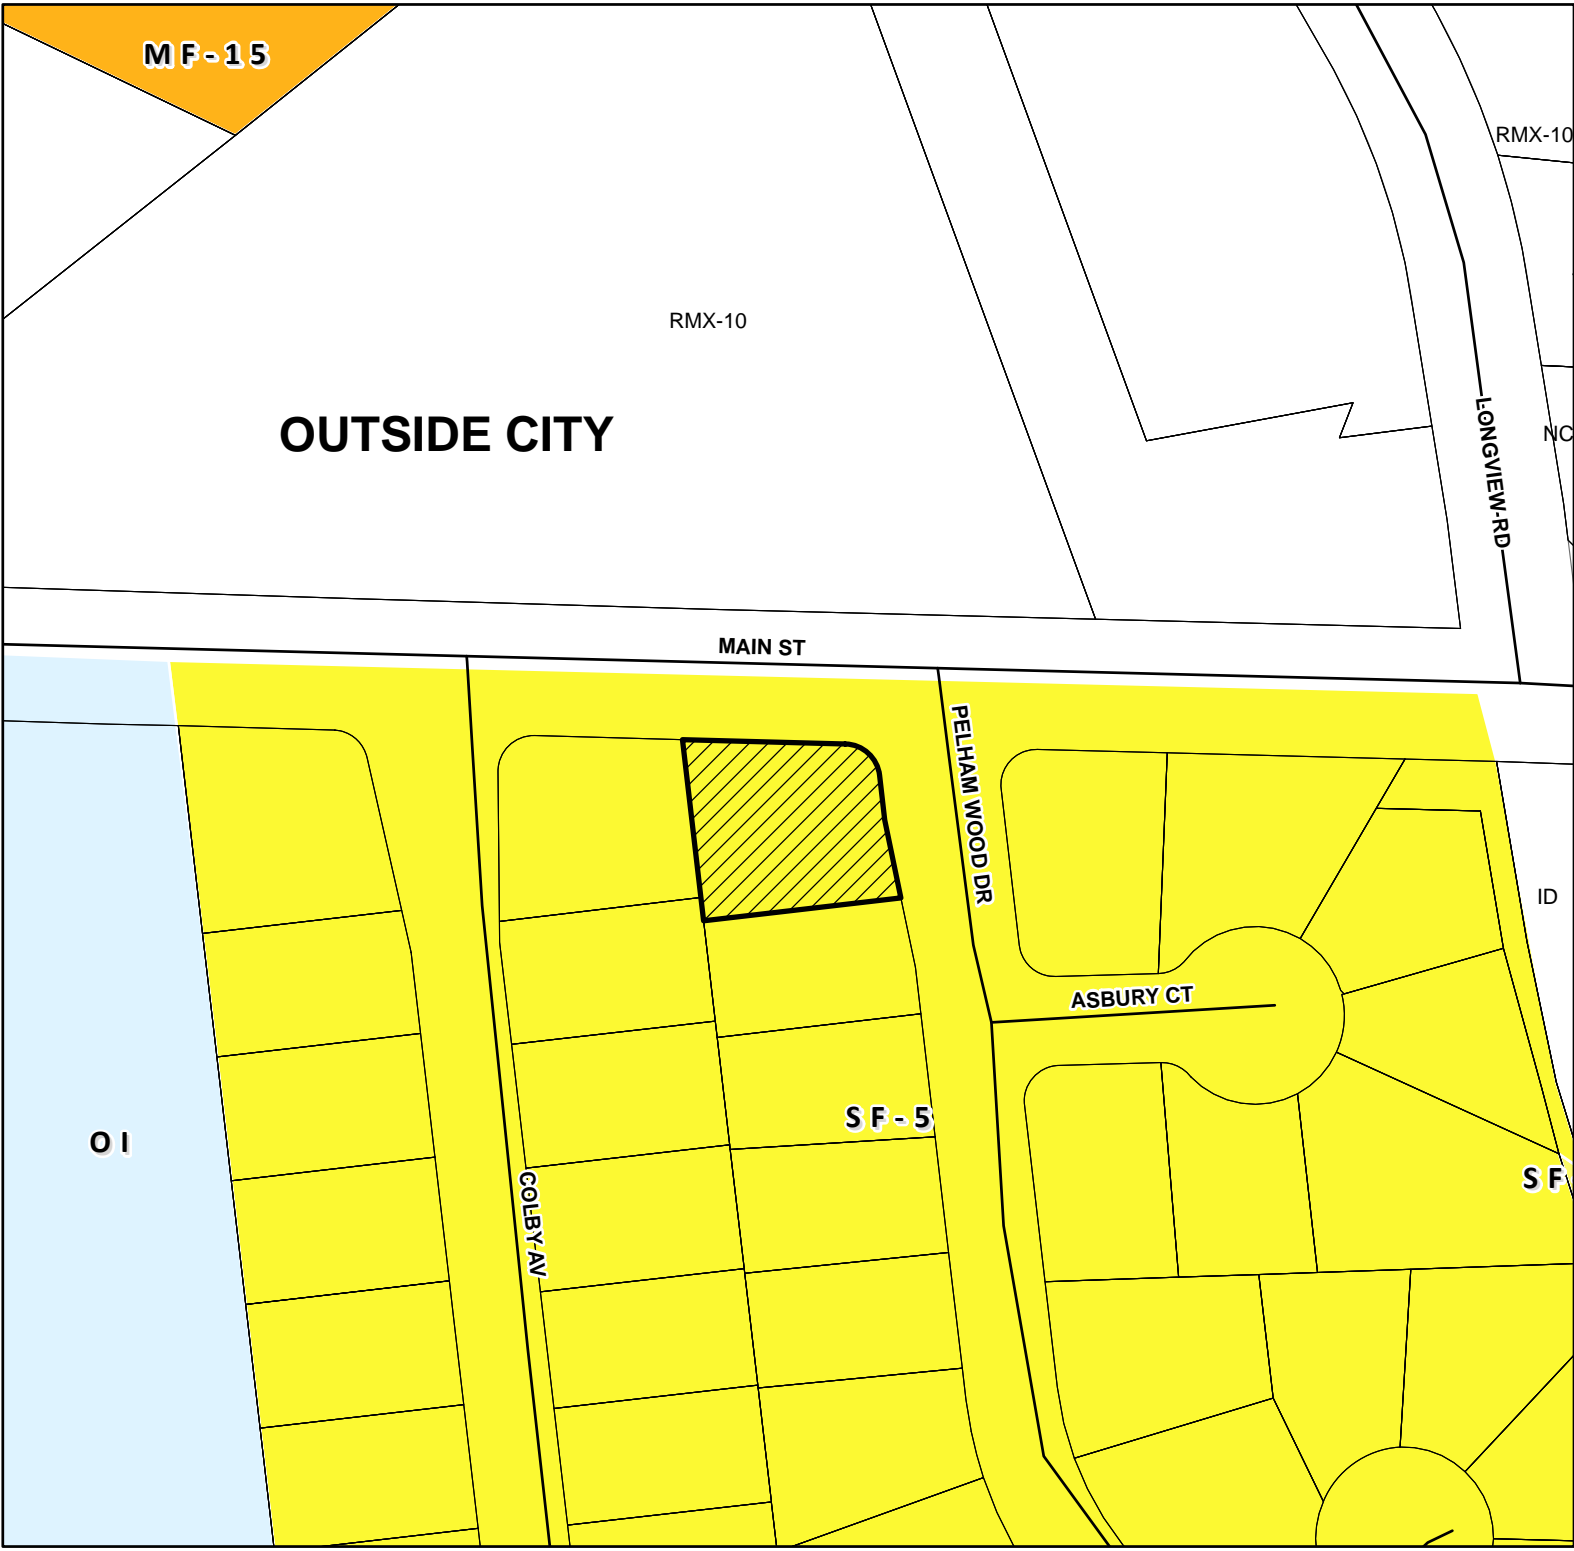 MF-15
RMX-10
RMX-10
OUTSIDE CITY
LONGVIEW RD
NC
MAIN ST
PELHAM WOOD DR
ID
ASBURY CT
SF-5
OI
SF
COLBY AV